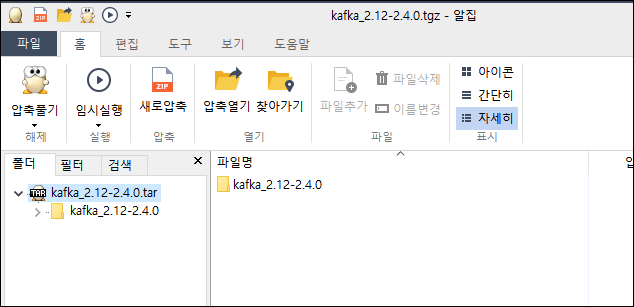 kafka_2.12-2.4.0.tgz - 알집
파일 홈 편집 도구 보기 도움말
압축풀기 임시실행 새로압축 압축열기 찾아가기 파일추가 파일삭제 이름변경 아이콘 간단히 자세히
해제 실행 압축 열기 파일 표시
폴더 필터 검색
파일명
kafka_2.12-2.4.0.tar
kafka_2.12-2.4.0
kafka_2.12-2.4.0